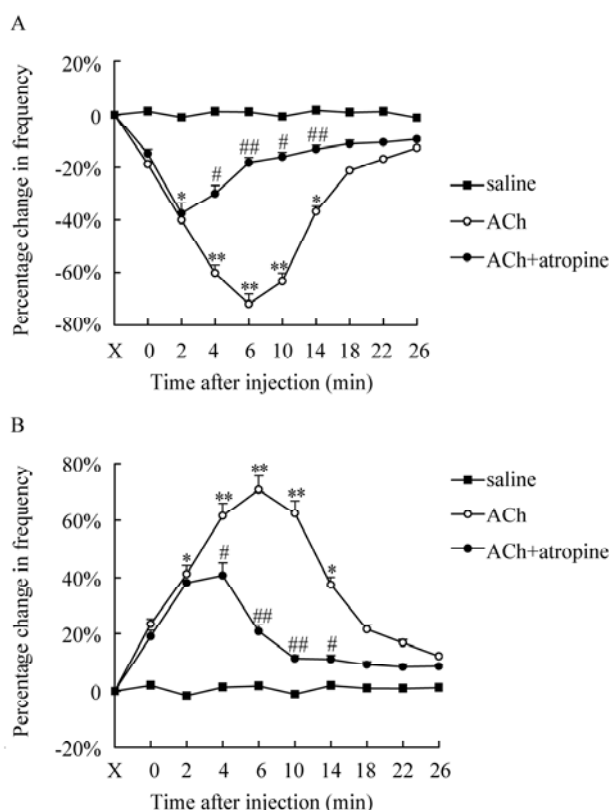 A
Percentage change in frequency
20%
0
-20%
-40%
-60%
-80%
* # ## # ##
** ** ** *
X 0 2 4 6 10 14 18 22 26
Time after injection (min)
saline
ACh
ACh+atropine
B
Percentage change in frequency
80%
60%
40%
20%
0
-20%
* ** ** ** *
# ## ## #
X 0 2 4 6 10 14 18 22 26
Time after injection (min)
saline
ACh
ACh+atropine